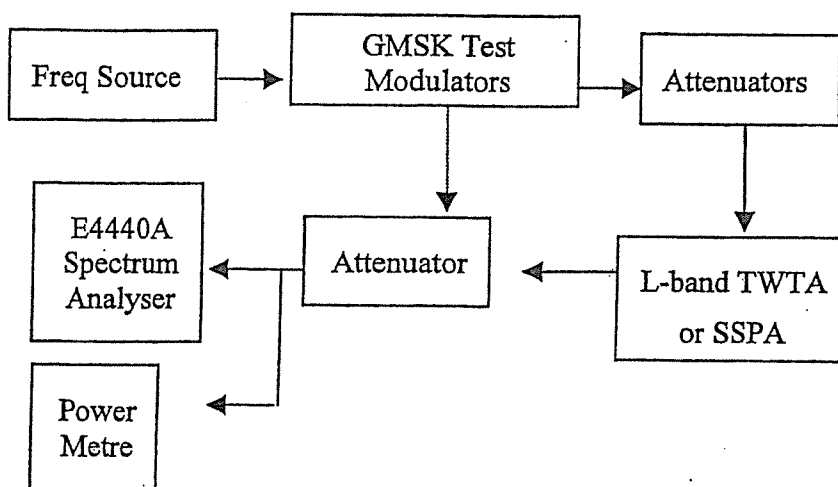 Freq Source
GMSK Test
Modulators
Attenuators
E4440A
Spectrum
Analyser
Attenuator
L-band TWTA
or SSPA
Power
Metre